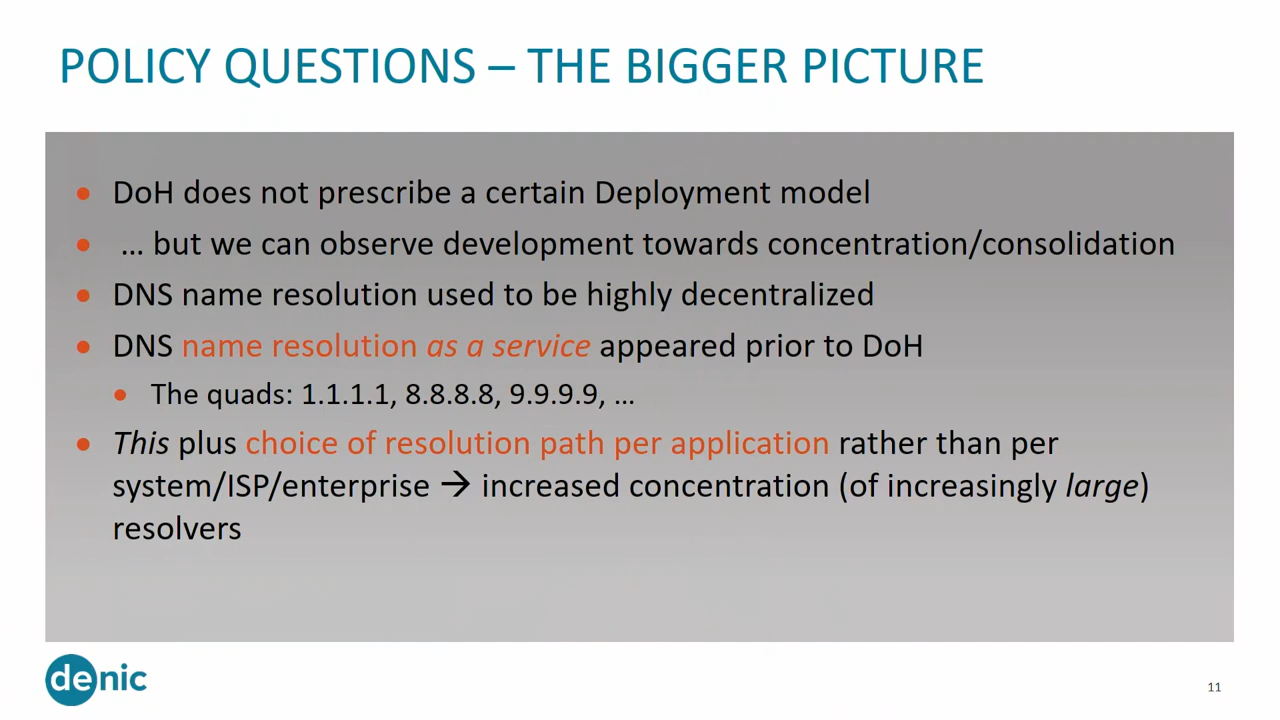 POLICY QUESTIONS – THE BIGGER PICTURE
• DoH does not prescribe a certain Deployment model
• … but we can observe development towards concentration/consolidation
• DNS name resolution used to be highly decentralized
• DNS name resolution as a service appeared prior to DoH
• The quads: 1.1.1.1, 8.8.8.8, 9.9.9.9, …
• This plus choice of resolution path per application rather than per
system/ISP/enterprise → increased concentration (of increasingly large)
resolvers
denic
11